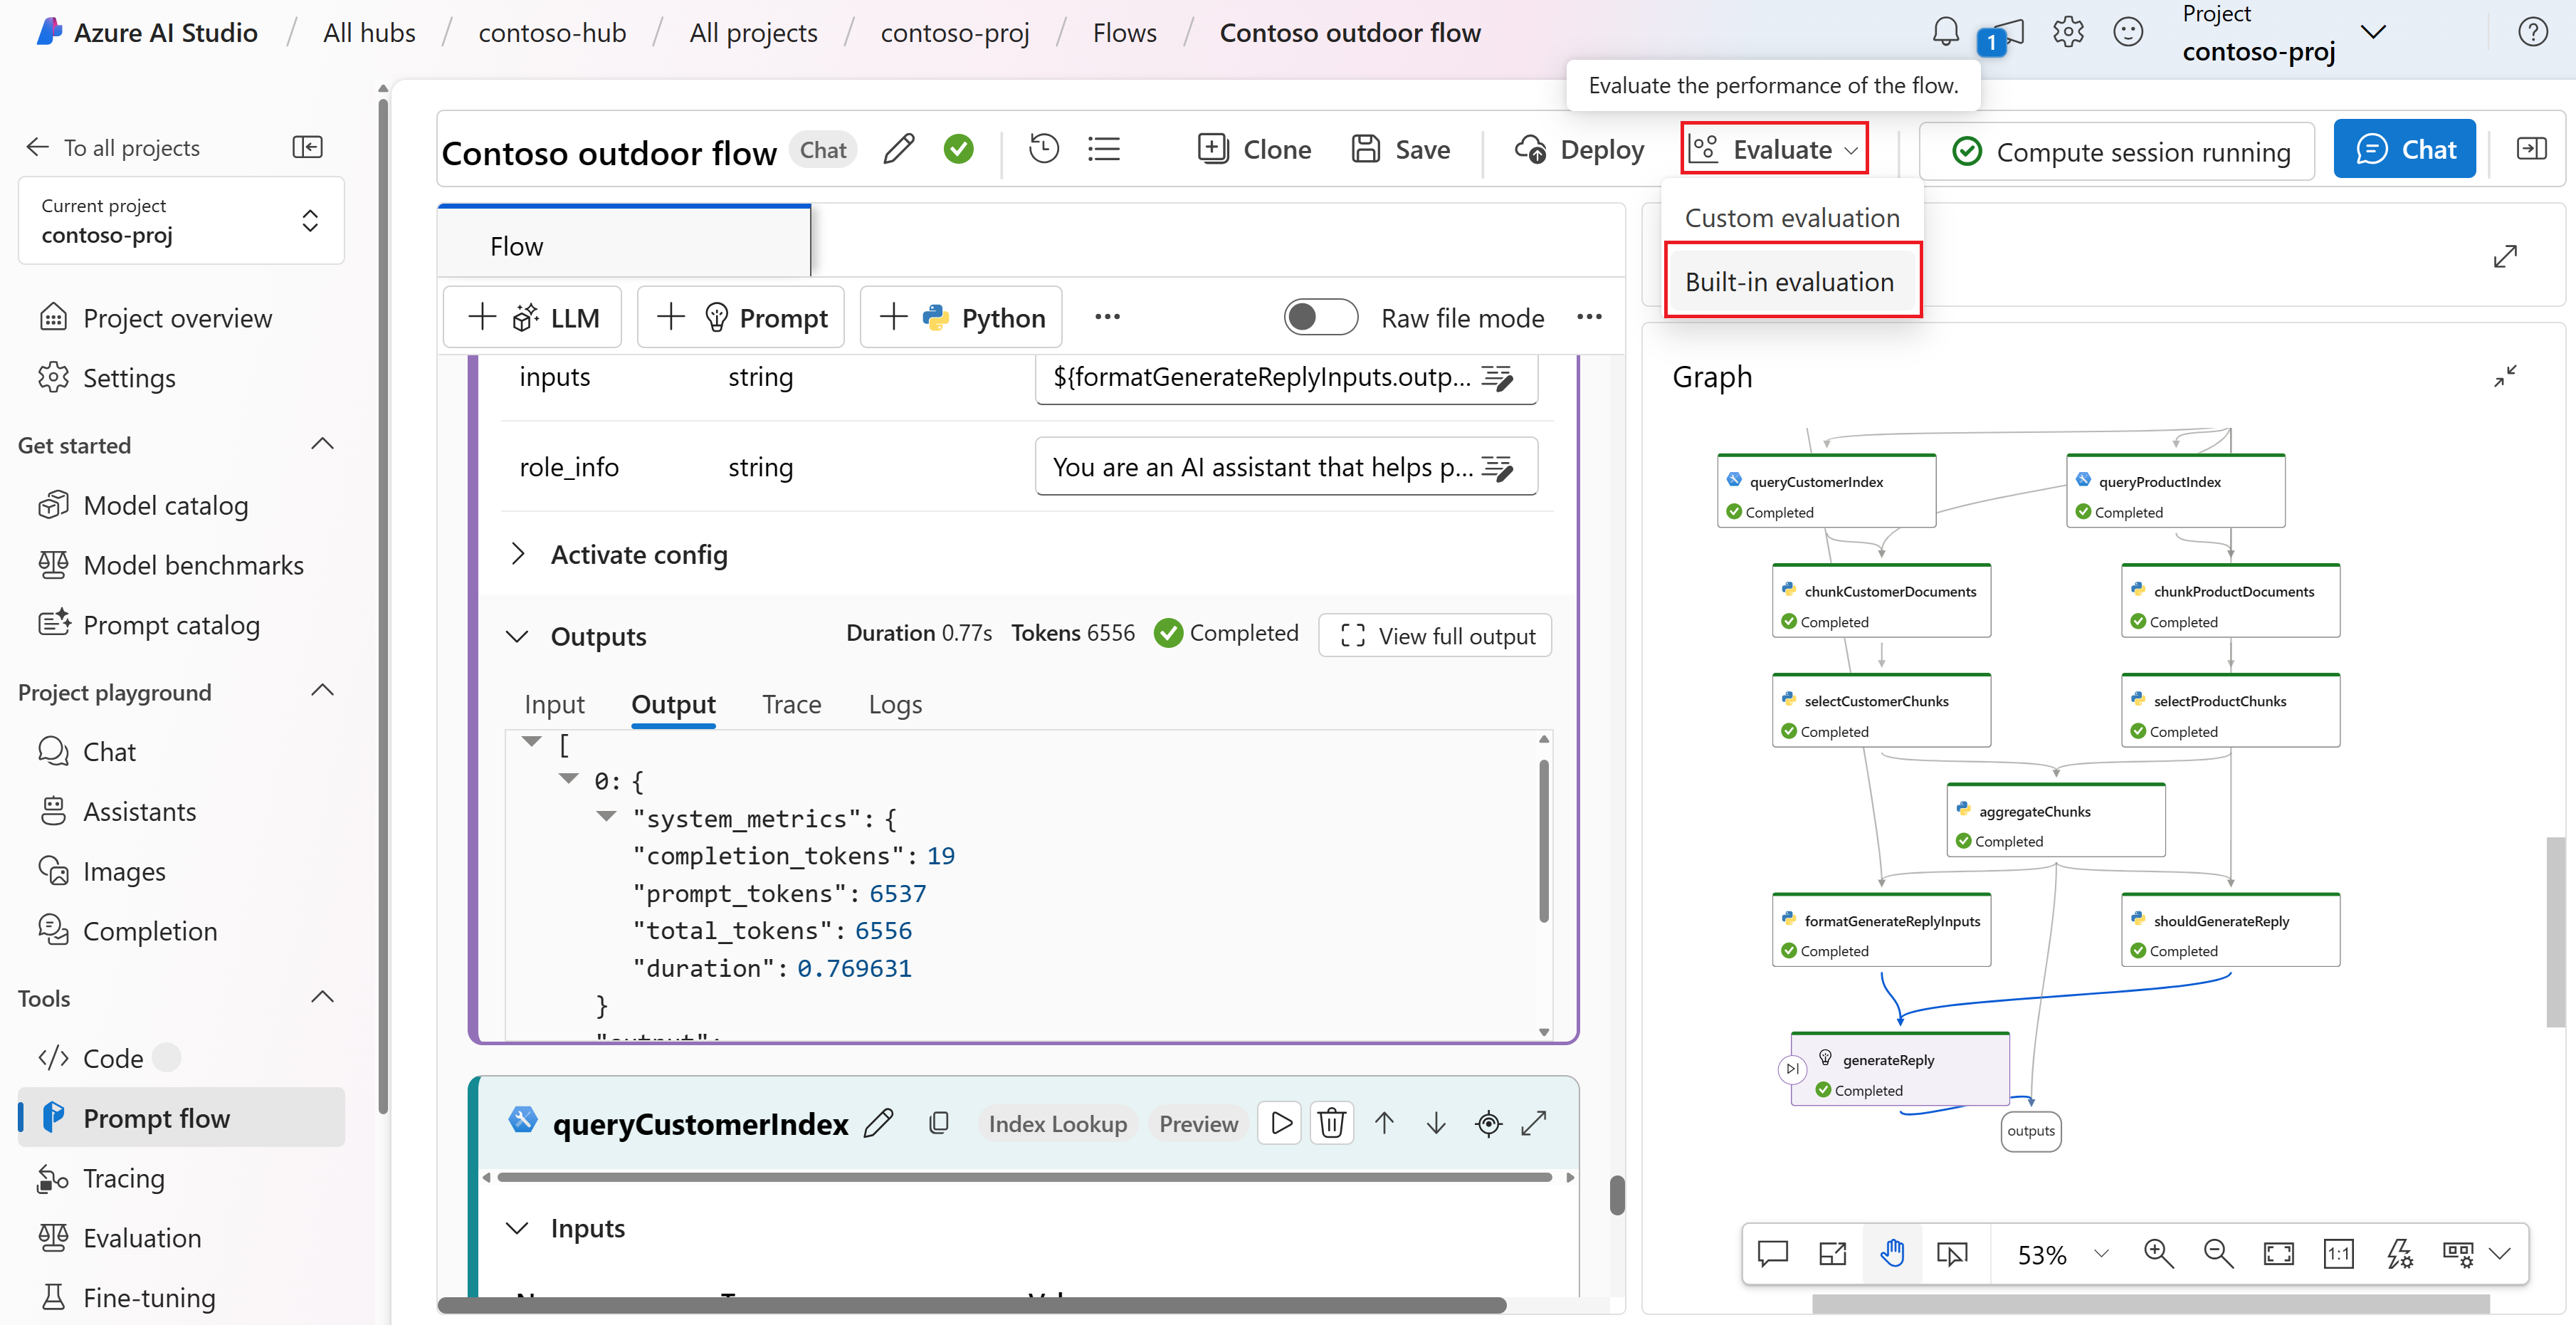 Azure AI Studio / All hubs / contoso-hub / All projects / contoso-proj / Flows / Contoso outdoor flow
1
Project
contoso-proj
Evaluate the performance of the flow.
To all projects
Current project
contoso-proj
Project overview
Settings
Get started
Model catalog
Model benchmarks
Prompt catalog
Project playground
Chat
Assistants
Images
Completion
Tools
Code
Prompt flow
Tracing
Evaluation
Fine-tuning
Contoso outdoor flow Chat Clone Save Deploy Evaluate Compute session running Chat
Custom evaluation
Built-in evaluation
Flow
LLM Prompt Python ... Raw file mode ...
inputs string ${formatGenerateReplyInputs.outp...
role_info string You are an AI assistant that helps p...
Activate config
Outputs Duration 0.77s Tokens 6556 Completed View full output
Input Output Trace Logs
[
0: {
"system_metrics": {
"completion_tokens": 19
"prompt_tokens": 6537
"total_tokens": 6556
"duration": 0.769631
}
queryCustomerIndex Index Lookup Preview
Inputs
Graph
queryCustomerIndex
Completed
queryProductIndex
Completed
chunkCustomerDocuments
Completed
chunkProductDocuments
Completed
selectCustomerChunks
Completed
selectProductChunks
Completed
aggregateChunks
Completed
formatGenerateReplyInputs
Completed
shouldGenerateReply
Completed
generateReply
Completed
outputs
53% 1:1